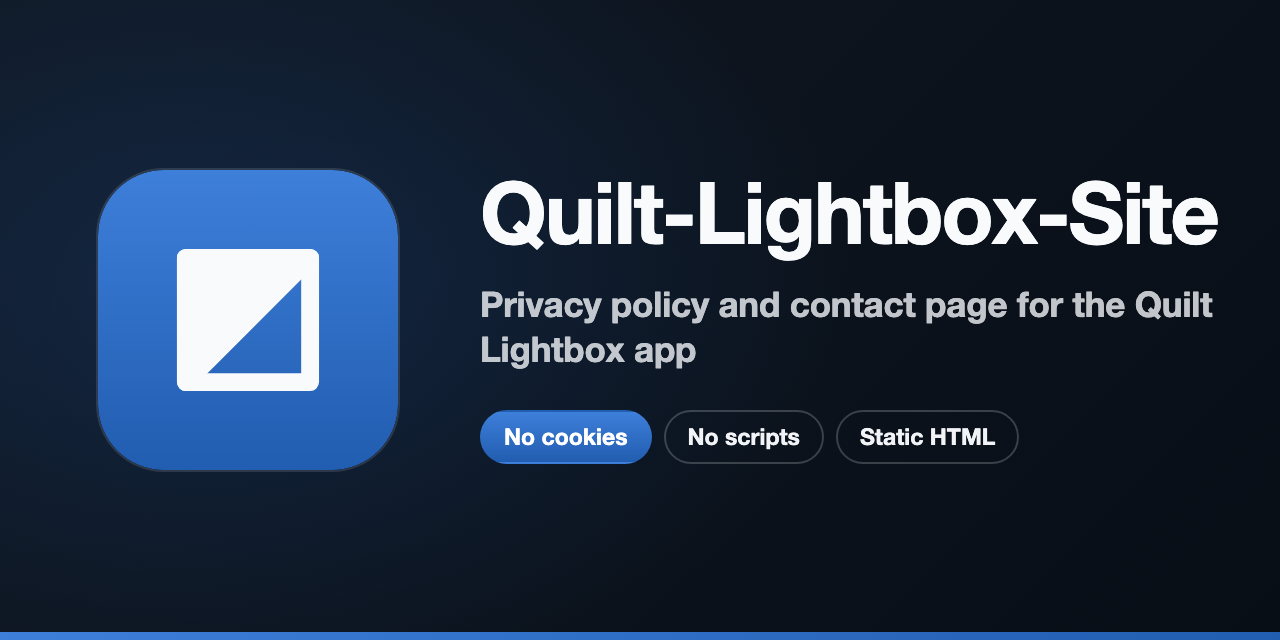 Quilt-Lightbox-Site
Privacy policy and contact page for the Quilt
Lightbox app
No cookies
No scripts
Static HTML